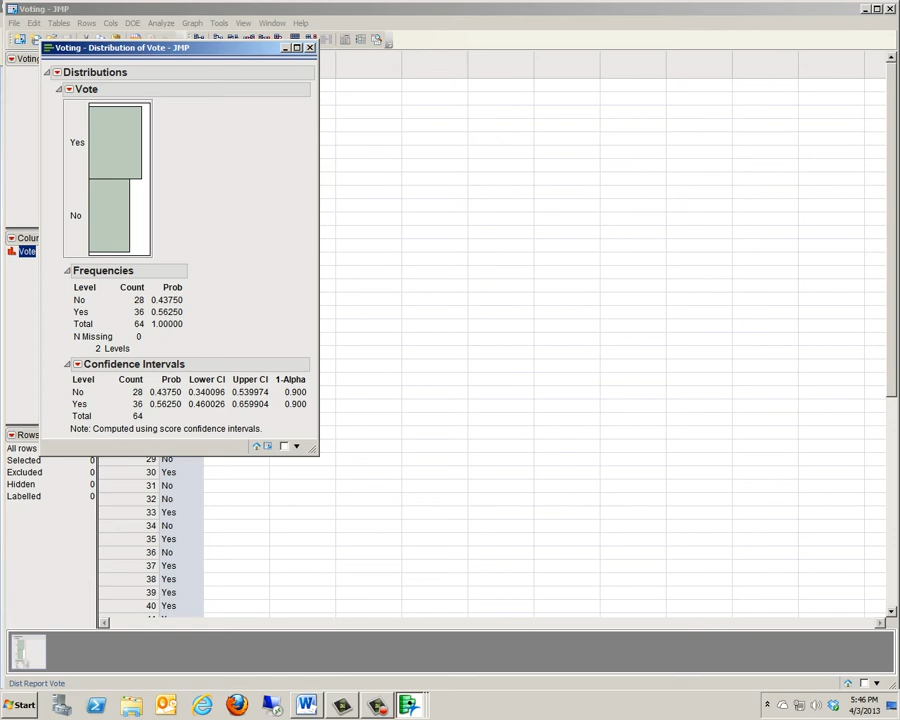 Voting - JMP
File Edit Tables Rows Cols DOE Analyze Graph Tools View Window Help
Voting - Distribution of Vote - JMP
Voting
Distributions
Vote
Yes
No
Colum
Vote
Frequencies
Level Count Prob
No 28 0.43750
Yes 36 0.56250
Total 64 1.00000
N Missing 0
2 Levels
Confidence Intervals
Level Count Prob Lower CI Upper CI 1-Alpha
No 28 0.43750 0.340096 0.539974 0.900
Yes 36 0.56250 0.460026 0.659904 0.900
Total 64
Note: Computed using score confidence intervals.
Rows
All rows
Selected 0
Excluded 0
Hidden 0
Labelled 0
29 No
30 Yes
31 No
32 No
33 Yes
34 No
35 Yes
36 No
37 Yes
38 Yes
39 Yes
40 Yes
Dist Report Vote
Start
5:46 PM
4/3/2013